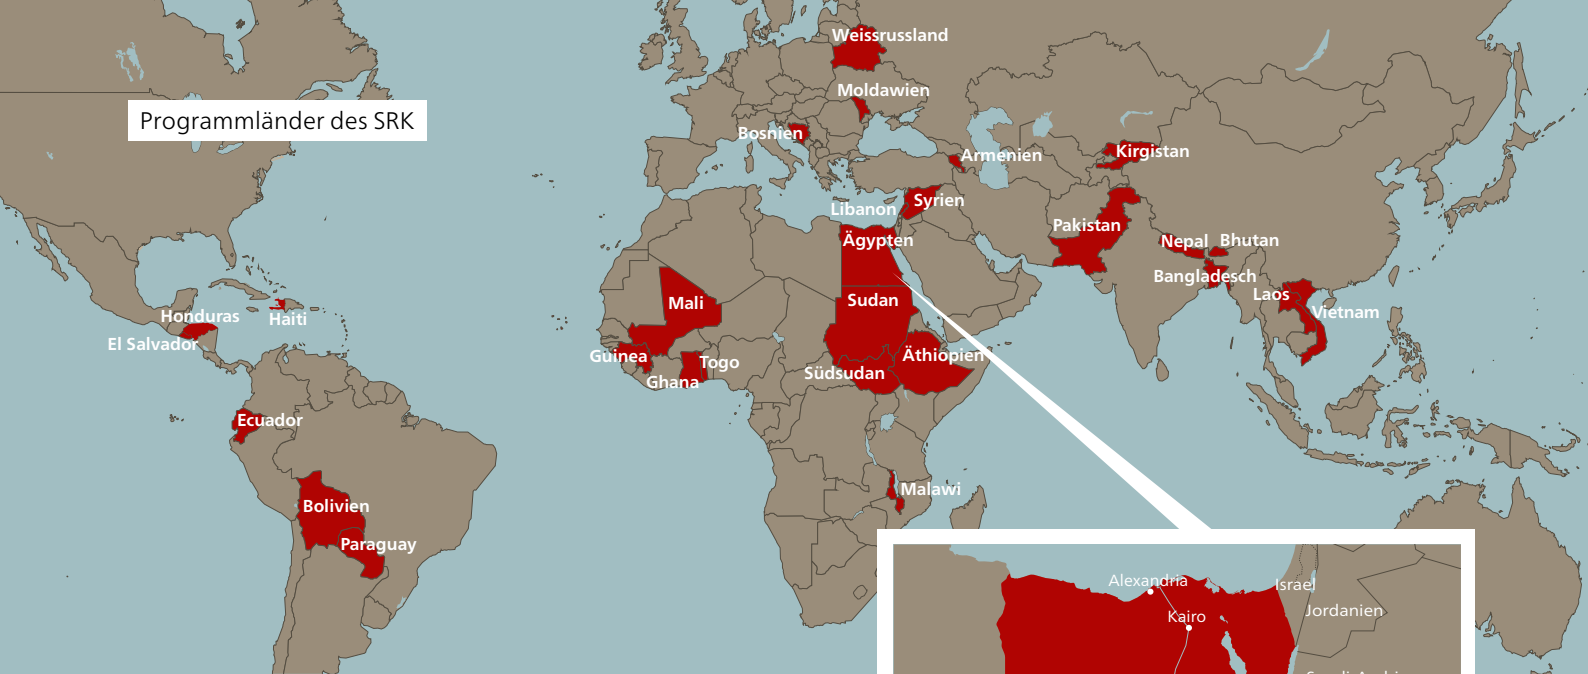 Weissrussland
Moldawien
Programmländer des SRK
Bosnien
Armenien
Kirgistan
Syrien
Libanon
Pakistan
Ägypten
Nepal
Bhutan
Bangladesch
Laos
Vietnam
Mali
Sudan
Honduras
Haiti
El Salvador
Guinea
Togo
Ghana
Äthiopien
Südsudan
Ecuador
Malawi
Bolivien
Paraguay
Alexandria
Israel
Kairo
Jordanien